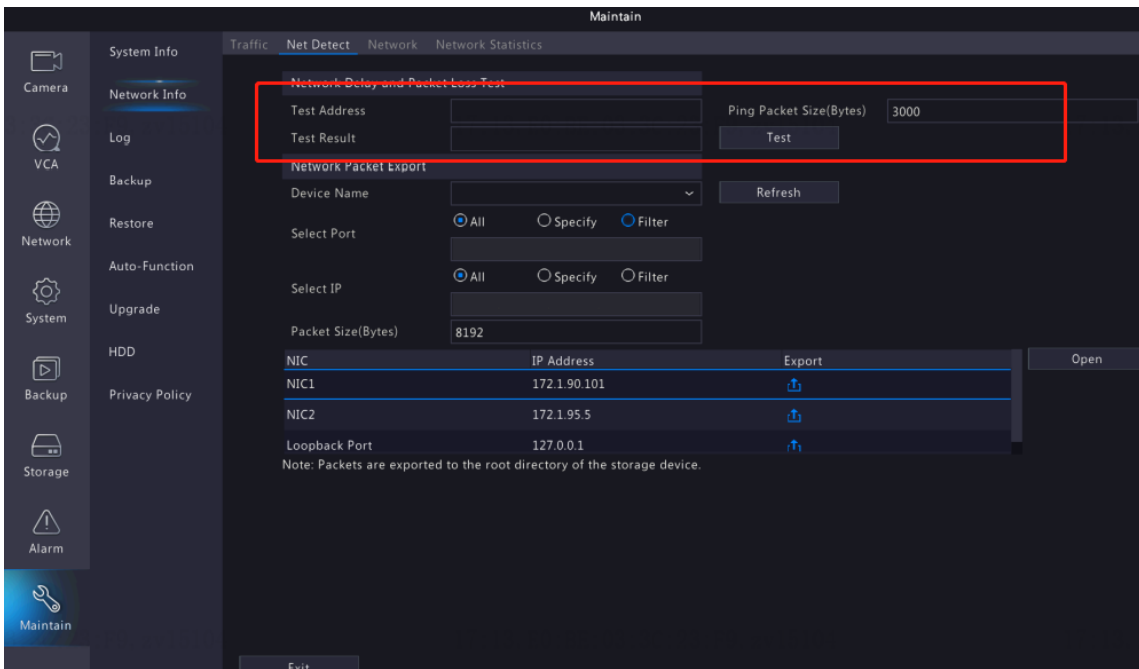 Maintain
Camera
VCA
Network
System
Backup
Storage
Alarm
Maintain
System Info
Network Info
Log
Backup
Restore
Auto-Function
Upgrade
HDD
Privacy Policy
Traffic Net Detect Network Network Statistics
Network Delay and Packet Loss Test
Test Address Ping Packet Size(Bytes) 3000
Test Result Test
Network Packet Export
Device Name Refresh
Select Port All Specify Filter
Select IP All Specify Filter
Packet Size(Bytes) 8192
NIC IP Address Export Open
NIC1 172.1.90.101
NIC2 172.1.95.5
Loopback Port 127.0.0.1
Note: Packets are exported to the root directory of the storage device.
Exit